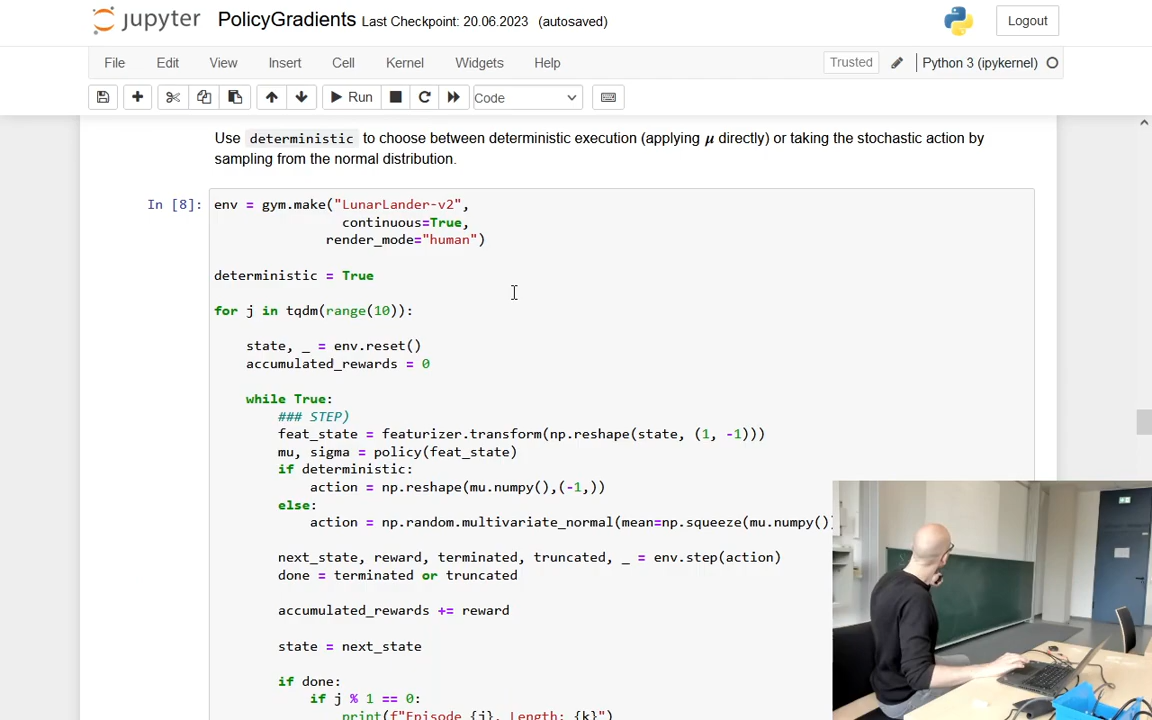 jupyter PolicyGradients Last Checkpoint: 20.06.2023 (autosaved)
Logout
File Edit View Insert Cell Kernel Widgets Help
Trusted
Python 3 (ipykernel)
Run
Code
Use deterministic to choose between deterministic execution (applying μ directly) or taking the stochastic action by
sampling from the normal distribution.
In [8]:
env = gym.make("LunarLander-v2",
continuous=True,
render_mode="human")
deterministic = True
for j in tqdm(range(10)):
state, _ = env.reset()
accumulated_rewards = 0
while True:
### STEP)
feat_state = featurizer.transform(np.reshape(state, (1, -1)))
mu, sigma = policy(feat_state)
if deterministic:
action = np.reshape(mu.numpy(),(-1,))
else:
action = np.random.multivariate_normal(mean=np.squeeze(mu.numpy())
next_state, reward, terminated, truncated, _ = env.step(action)
done = terminated or truncated
accumulated_rewards += reward
state = next_state
if done:
if j % 1 == 0:
print(f"Episode {j}, Length: {k}")